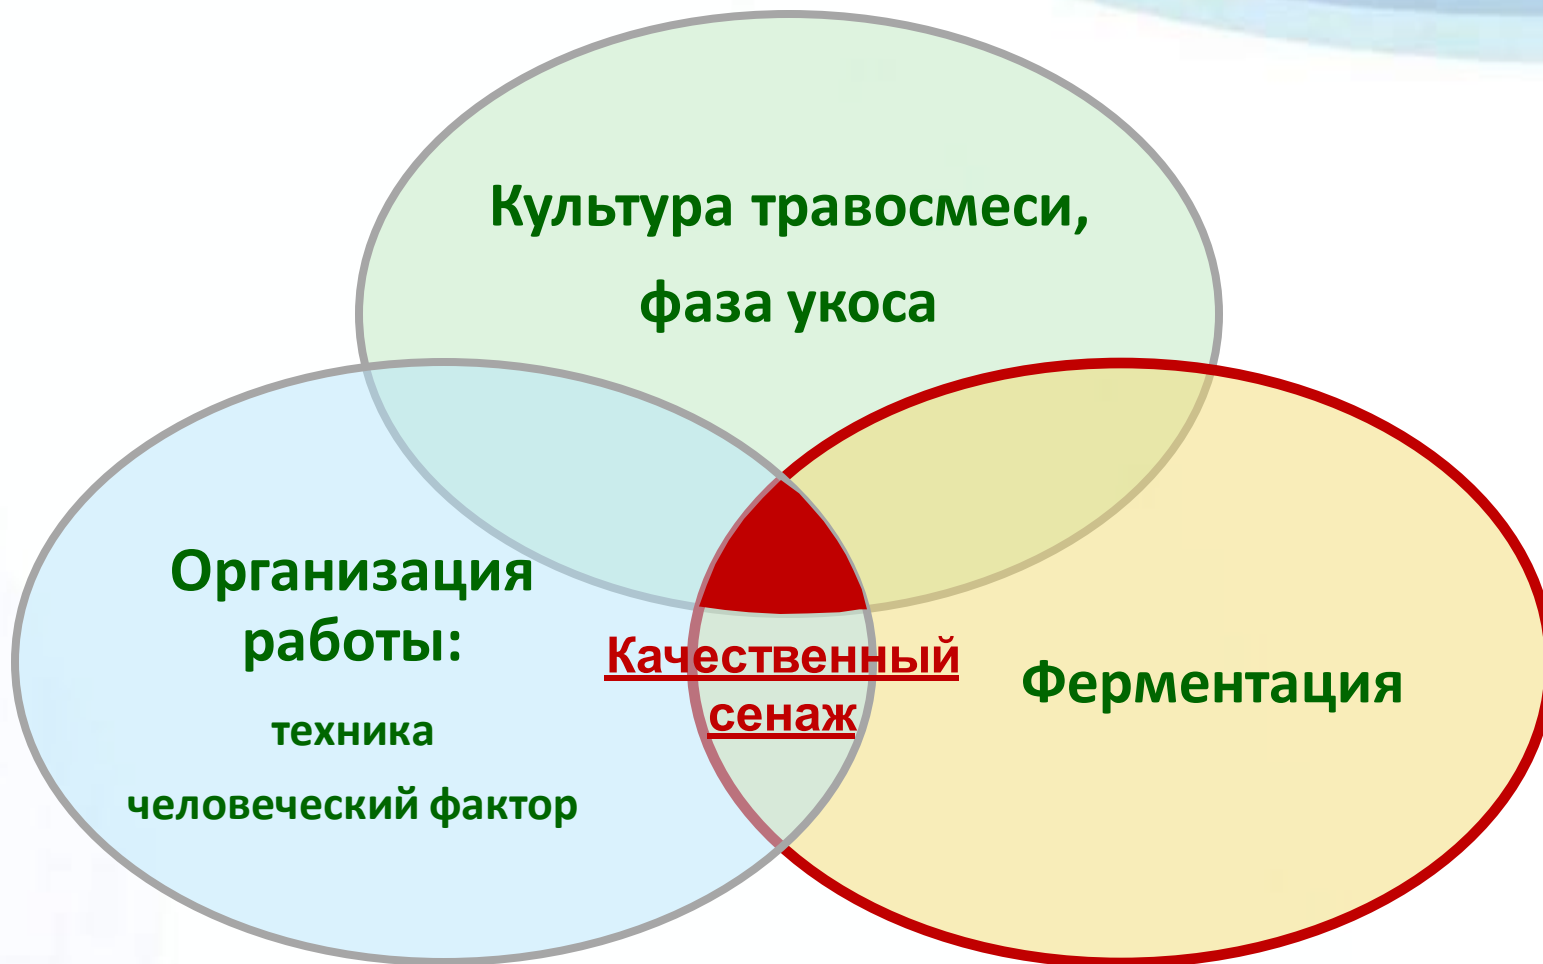 Культура травосмеси,
фаза укоса
Организация
работы:
техника
человеческий фактор
Качественный
сенаж
Ферментация